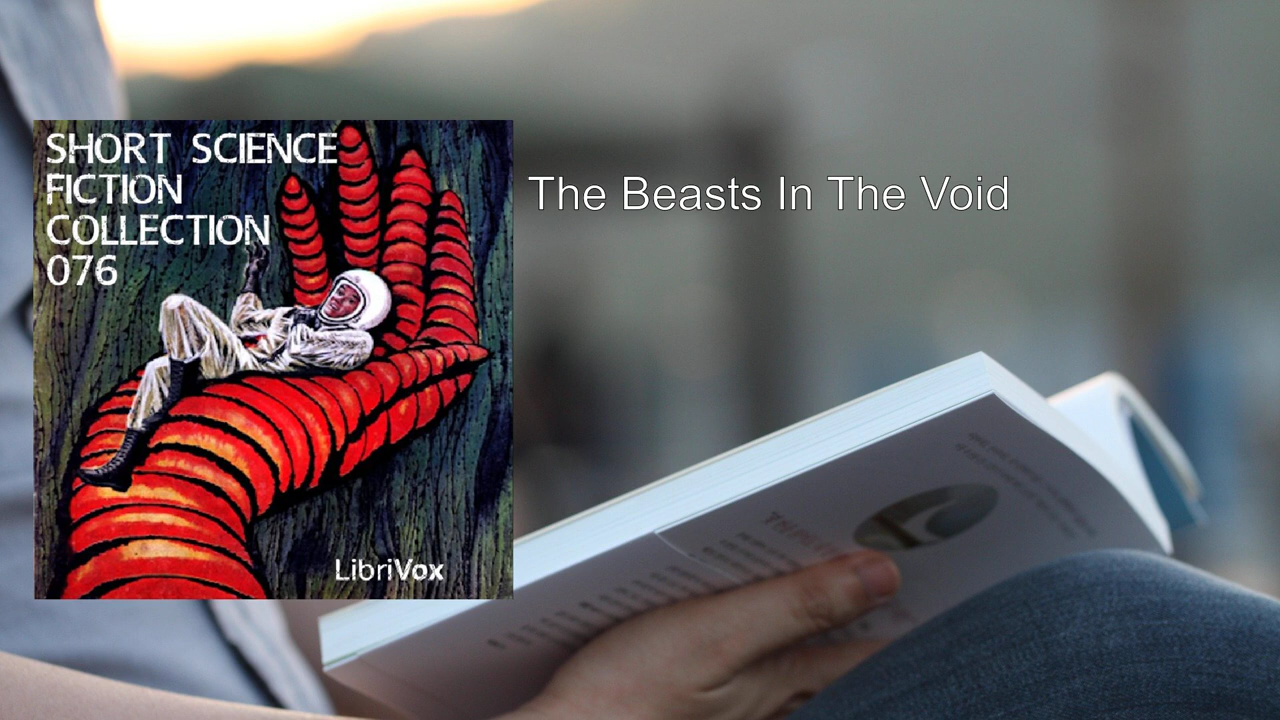 SHORT SCIENCE
FICTION
COLLECTION
076
The Beasts In The Void
LibriVox